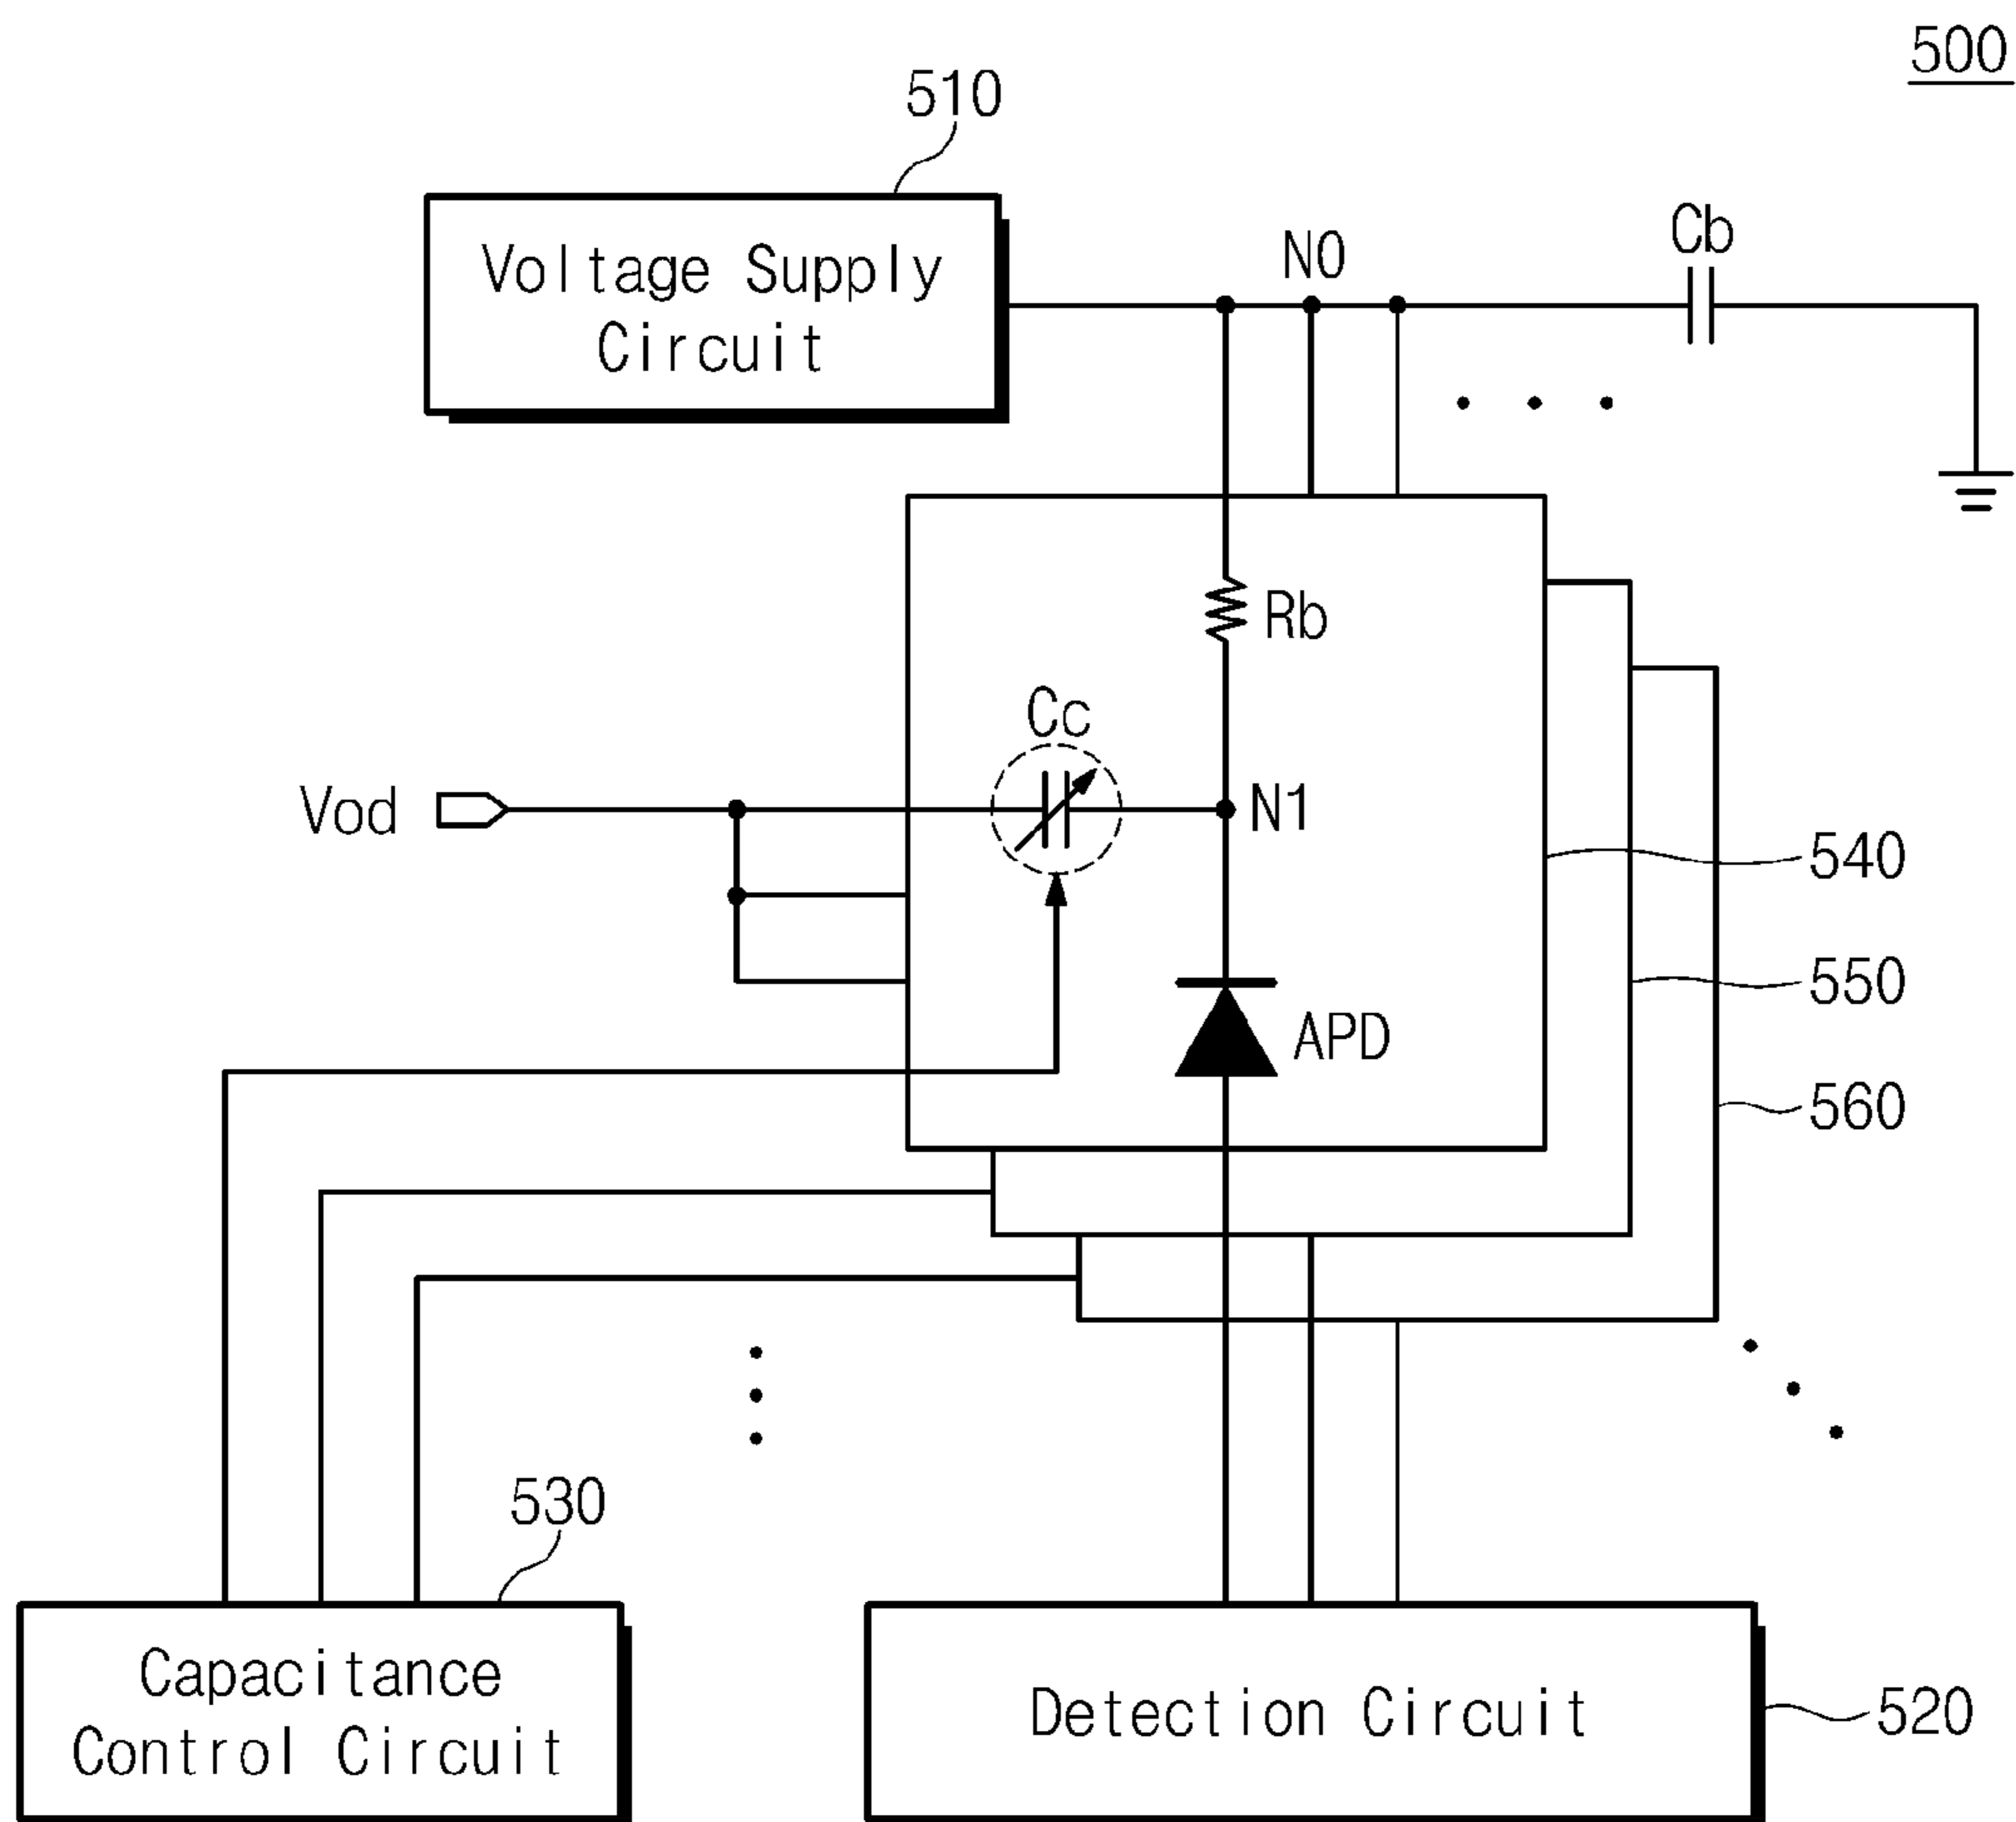 500
510
Voltage Supply
Circuit
N0
Cb
Rb
Cc
Vod
N1
540
550
APD
560
530
Capacitance
Control Circuit
Detection Circuit
520